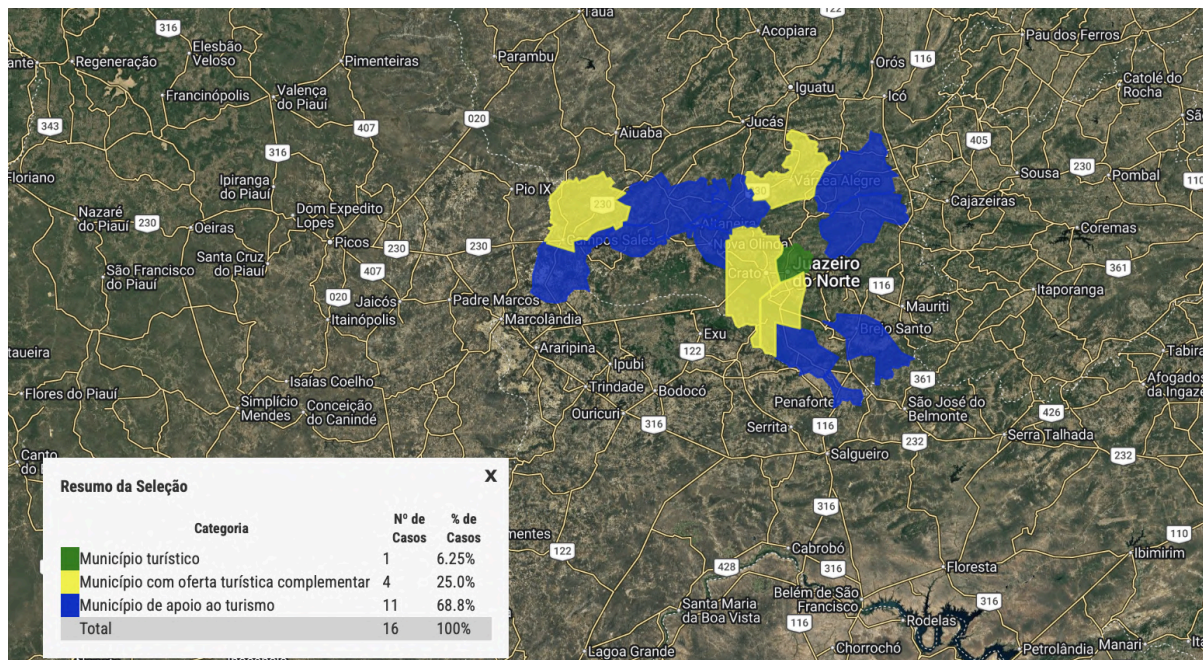 122
Tauá
316
Elesbão
Veloso
Pimenteiras
Parambu
Acopiara
Pau dos Ferros
Regeneração
Orós
116
Catolé do
Rocha
Francinópolis
Valença
do Piauí
Iguatu
Icó
343
407
020
Aiuaba
Jucás
316
405
Floriano
Ipiranga
do Piauí
Pio IX
230
Várzea Alegre
Sousa
230
Pombal
110
Nazaré
do Piauí
230
Oeiras
Dom Expedito
Lopes
Cajazeiras
Picos
230
230
Campos Sales
Altaneira
Nova Olinda
Coremas
Santa Cruz
do Piauí
407
Crato
Juazeiro
do Norte
361
São Francisco
do Piauí
020
Jaicós
Padre Marcos
116
Itaporanga
Itainópolis
Marcolândia
Mauriti
Exu
122
Brejo Santo
Araripina
Ipubi
Isaías Coelho
Trindade
Bodocó
Penaforte
361
Afogados
da Ingaze
Flores do Piauí
Simplício
Mendes
Conceição
do Canindé
Ouricuri
316
Serrita
116
São José do
Belmonte
426
232
Serra Talhada
232
Salgueiro
Canto
316
122
110
Cabrobó
Ibimirim
428
316
Floresta
Santa Maria
da Boa Vista
Belém de São
Francisco
316
116
Rodelas
Lagoa Grande
Chorrochó
Petrolândia
Manari
Resumo da Seleção
X
Categoria
Nº de
Casos
% de
Casos
Município turístico 1 6.25%
Município com oferta turística complementar 4 25.0%
Município de apoio ao turismo 11 68.8%
Total 16 100%